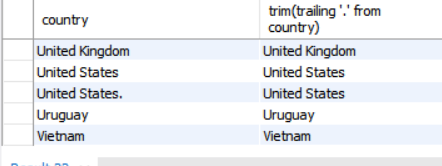 country
trim(trailing '.' from
country)
United Kingdom United Kingdom
United States United States
United States. United States
Uruguay Uruguay
Vietnam Vietnam